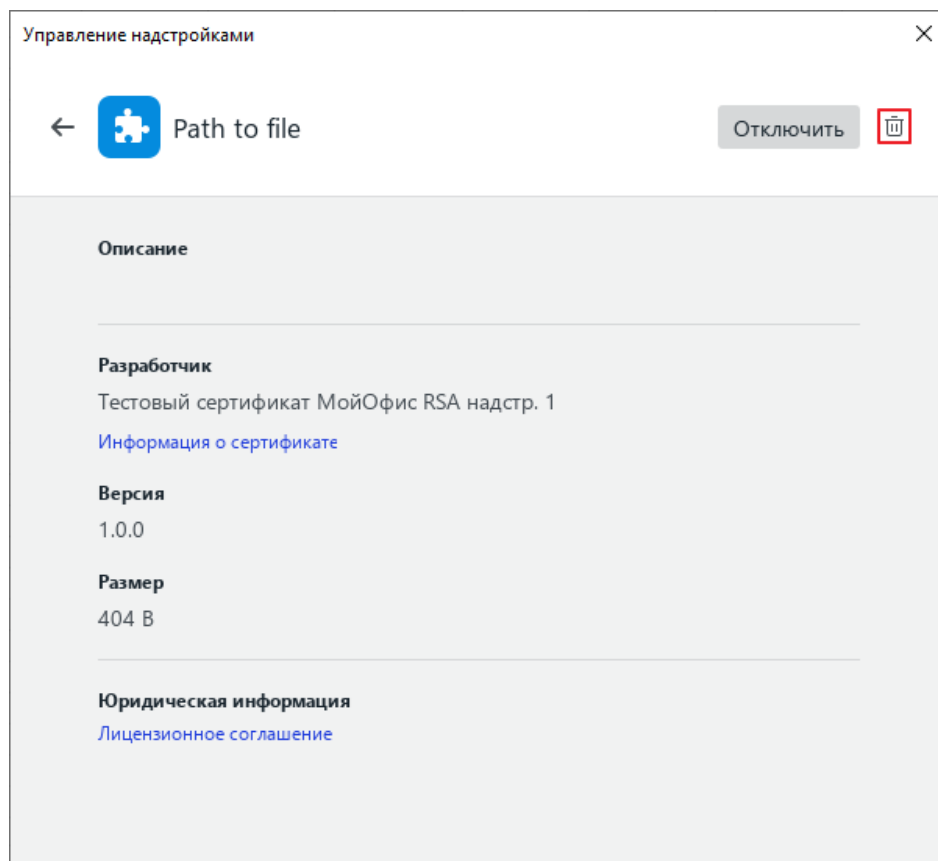 Управление надстройками
Path to file
Отключить
Описание
Разработчик
Тестовый сертификат МойОфис RSA надстр. 1
Информация о сертификате
Версия
1.0.0
Размер
404 B
Юридическая информация
Лицензионное соглашение